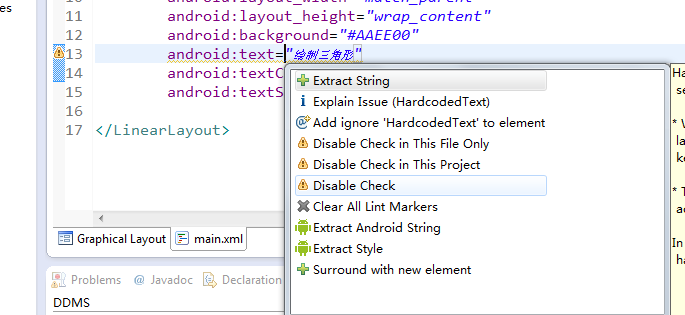 es
android:layout_width="match_parent"
android:layout_height="wrap_content"
android:background="#AAEE00"
13 android:text="绘制三角形"
14 android:textC
15 android:textS
16
17 </LinearLayout>
Extract String
Explain Issue (HardcodedText)
Add ignore 'HardcodedText' to element
Disable Check in This File Only
Disable Check in This Project
Disable Check
Clear All Lint Markers
Extract Android String
Extract Style
Surround with new element
Ha
se
* W
la
ke
* T
ac
In
ha
Graphical Layout main.xml
Problems @ Javadoc Declaration
DDMS